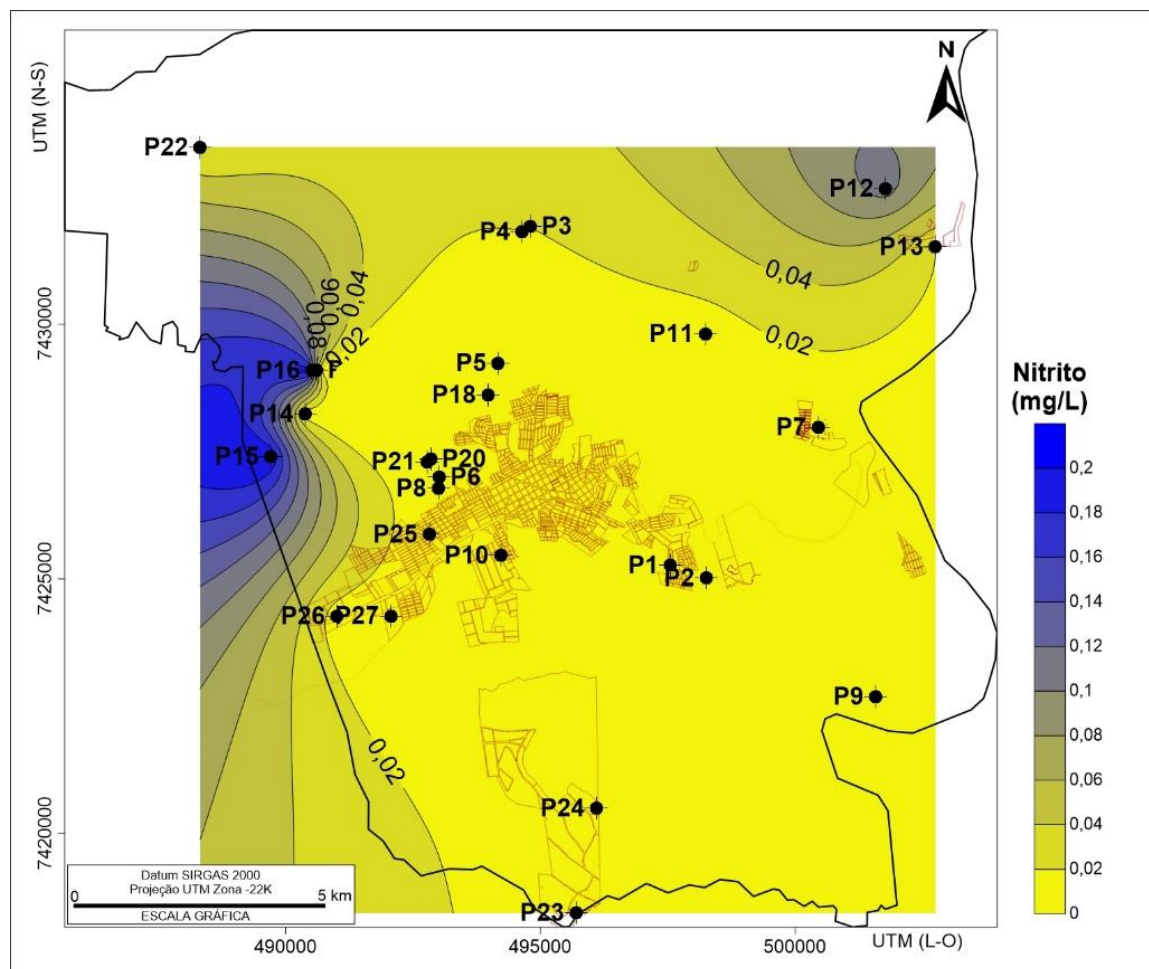 UTM (N-S)
N
P22
P12
P4
P3
P13
0,04
0,04
0,06
0,08
0,02
0,02
7430000
P11
P5
P16
P18
P14
P7
P15
P21
P20
P6
P8
P25
P10
P1
P2
7425000
P26
P27
P9
0,02
P24
7420000
P23
Datum SIRGAS 2000
Projeção UTM Zona -22K
0 5 km
ESCALA GRÁFICA
490000 495000 500000 UTM (L-O)
Nitrito
(mg/L)
0,2
0,18
0,16
0,14
0,12
0,1
0,08
0,06
0,04
0,02
0